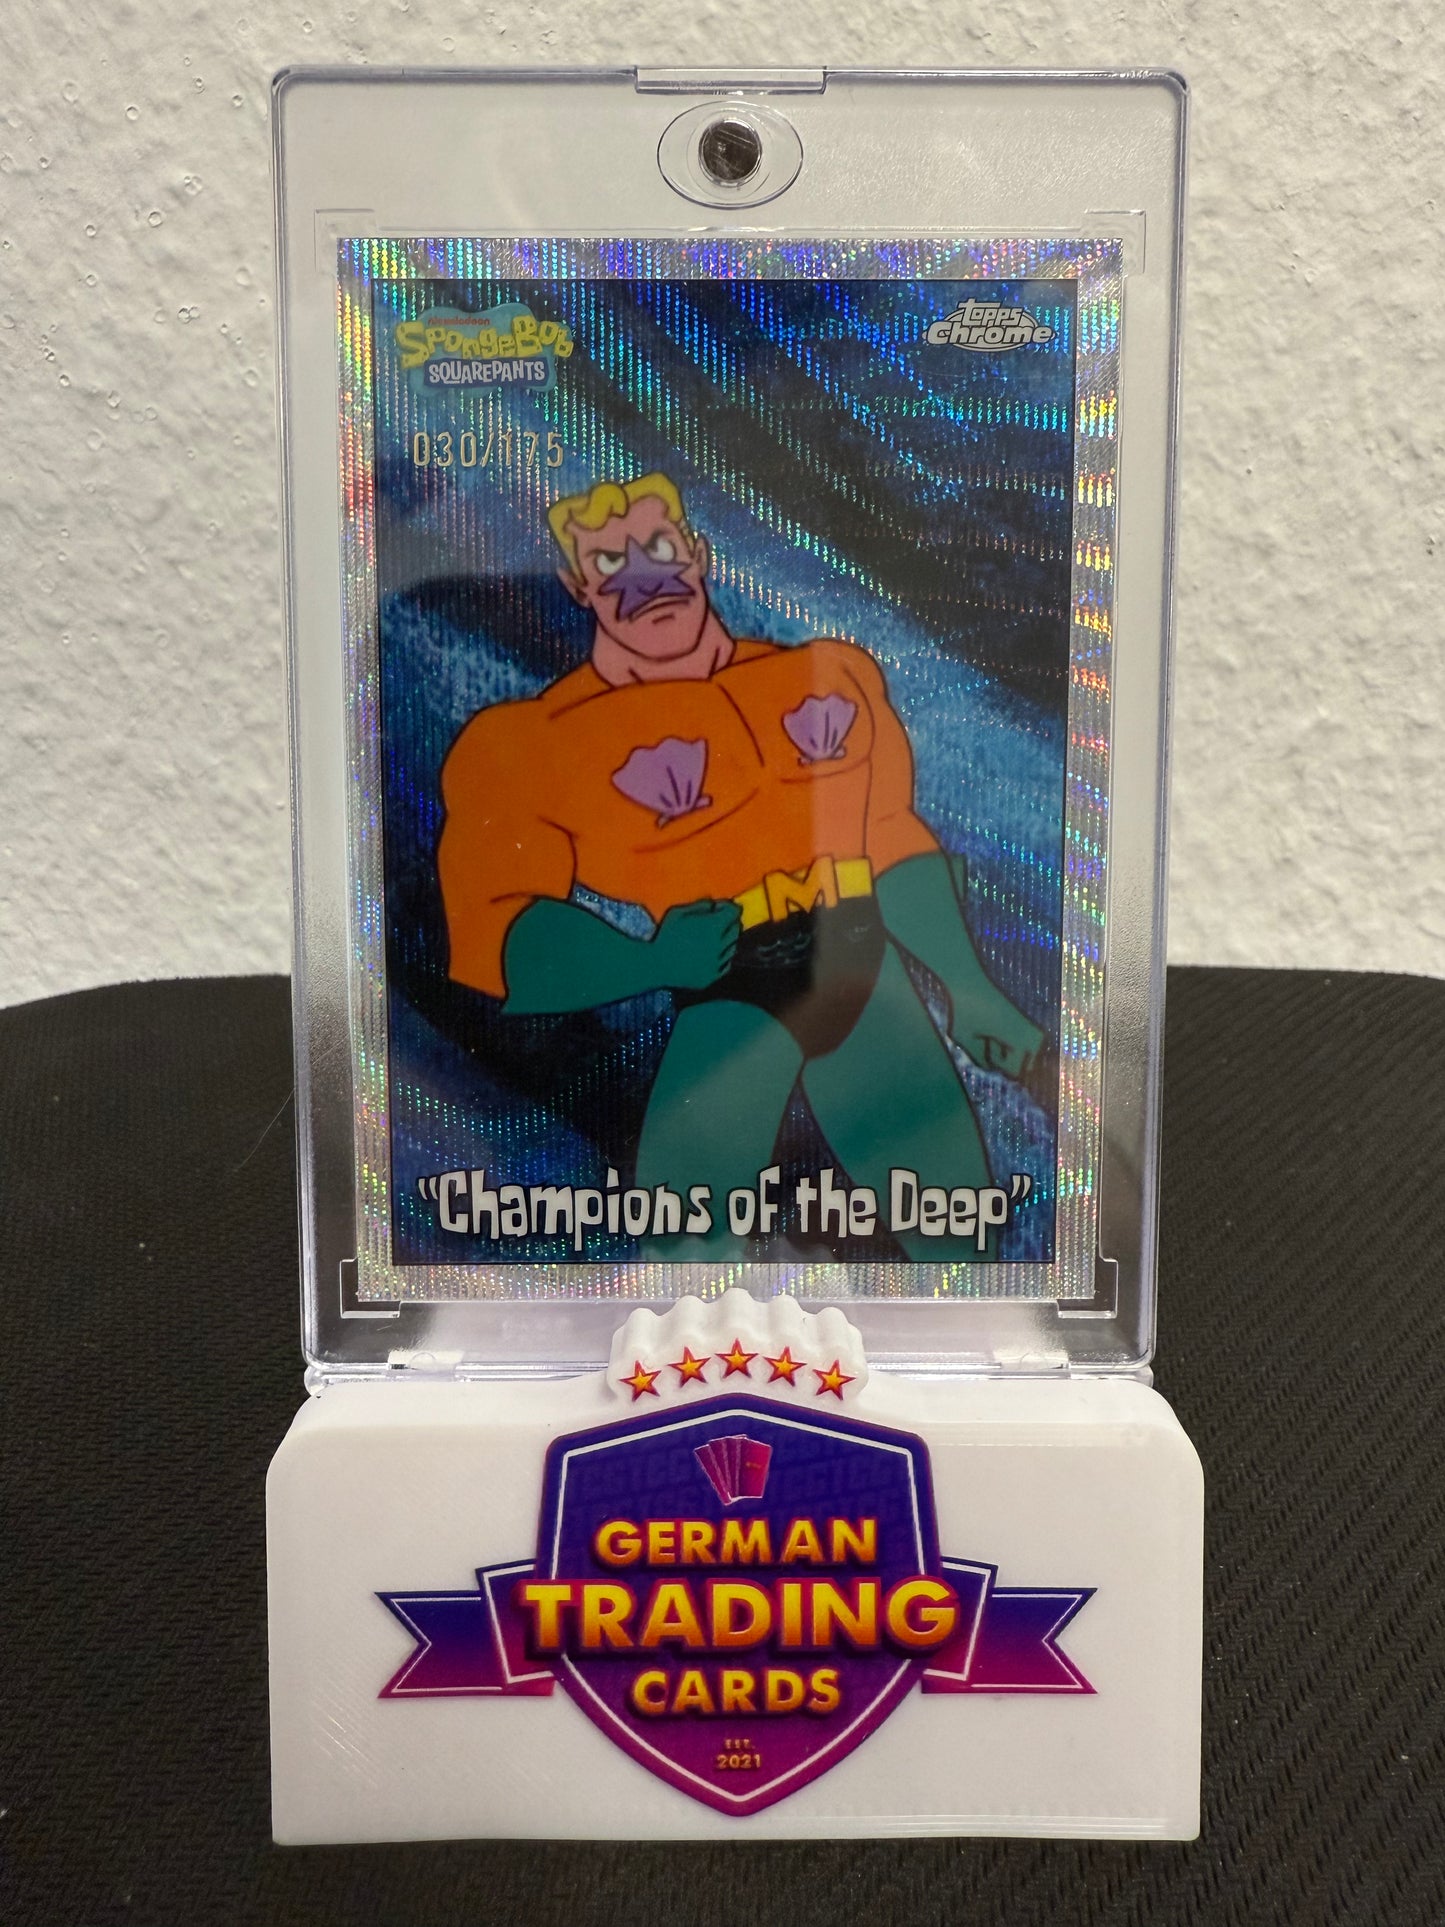 nickelodeon
SpongeBob
SQUAREPANTS
Topps
Chrome
030/175
M
"Champions of the Deep"
GERMAN
TRADING
CARDS
EST.
2021